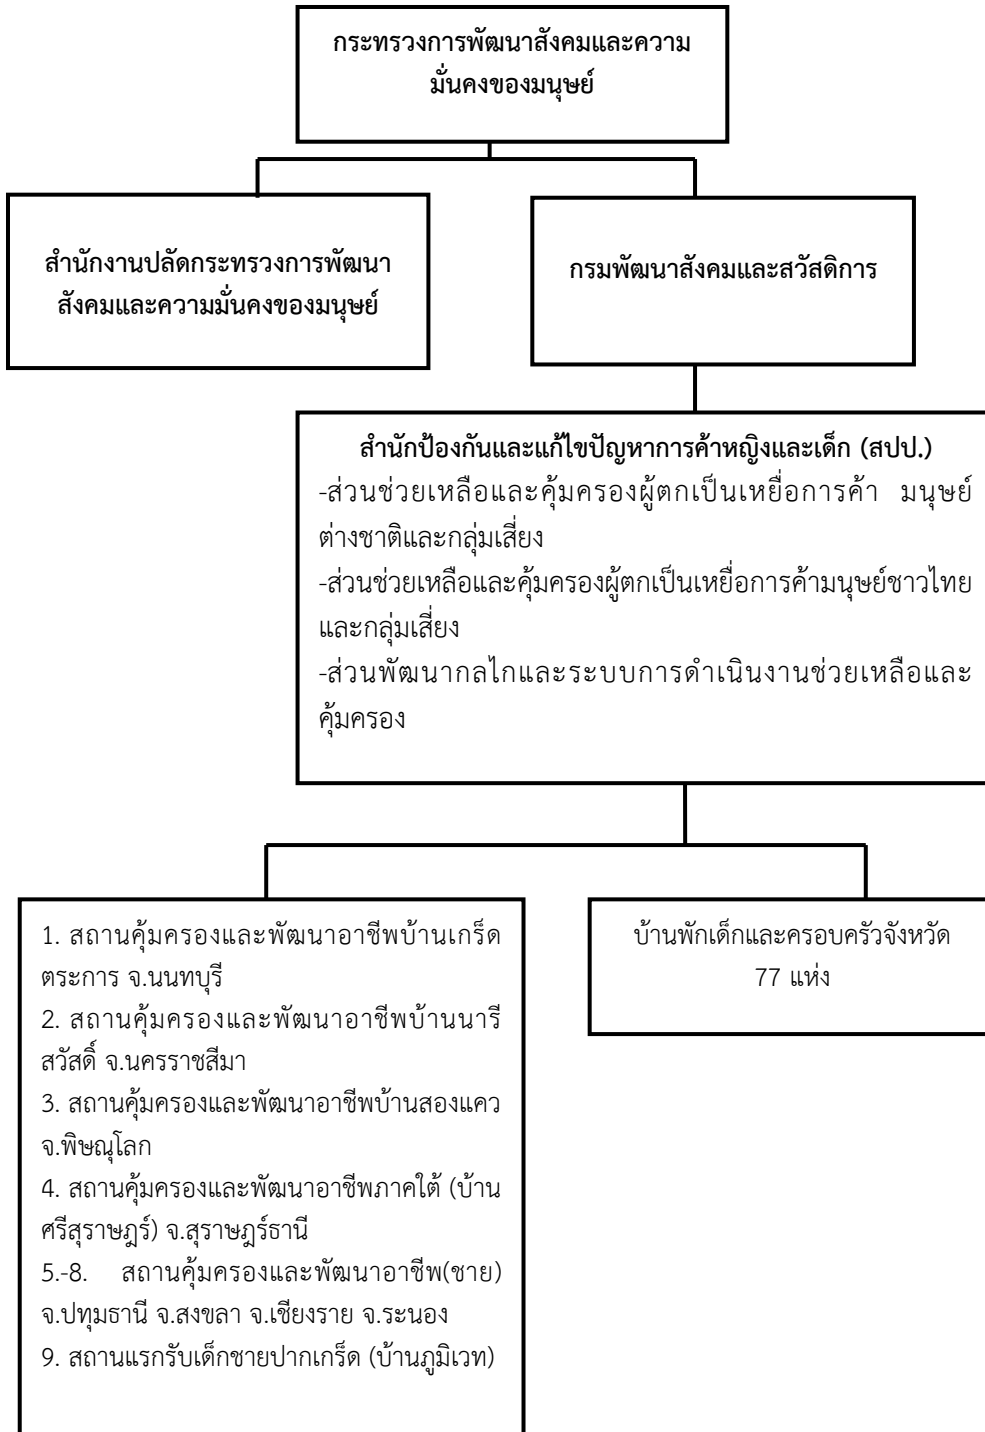 กระทรวงการพัฒนาสังคมและความ
มั่นคงของมนุษย์
สำนักงานปลัดกระทรวงการพัฒนา
สังคมและความมั่นคงของมนุษย์
กรมพัฒนาสังคมและสวัสดิการ
สำนักป้องกันและแก้ไขปัญหาการค้าหญิงและเด็ก (สปป.)
-ส่วนช่วยเหลือและคุ้มครองผู้ตกเป็นเหยื่อการค้า มนุษย์
ต่างชาติและกลุ่มเสี่ยง
-ส่วนช่วยเหลือและคุ้มครองผู้ตกเป็นเหยื่อการค้ามนุษย์ชาวไทย
และกลุ่มเสี่ยง
-ส่วนพัฒนากลไกและระบบการดำเนินงานช่วยเหลือและ
คุ้มครอง
1. สถานคุ้มครองและพัฒนาอาชีพบ้านเกร็ด
ตระการ จ.นนทบุรี
2. สถานคุ้มครองและพัฒนาอาชีพบ้านนารี
สวัสดิ์ จ.นครราชสีมา
3. สถานคุ้มครองและพัฒนาอาชีพบ้านสองแคว
จ.พิษณุโลก
4. สถานคุ้มครองและพัฒนาอาชีพภาคใต้ (บ้าน
ศรีสุราษฎร์) จ.สุราษฎร์ธานี
5.-8. สถานคุ้มครองและพัฒนาอาชีพ(ชาย)
จ.ปทุมธานี จ.สงขลา จ.เชียงราย จ.ระนอง
9. สถานแรกรับเด็กชายปากเกร็ด (บ้านภูมิเวท)
บ้านพักเด็กและครอบครัวจังหวัด
77 แห่ง